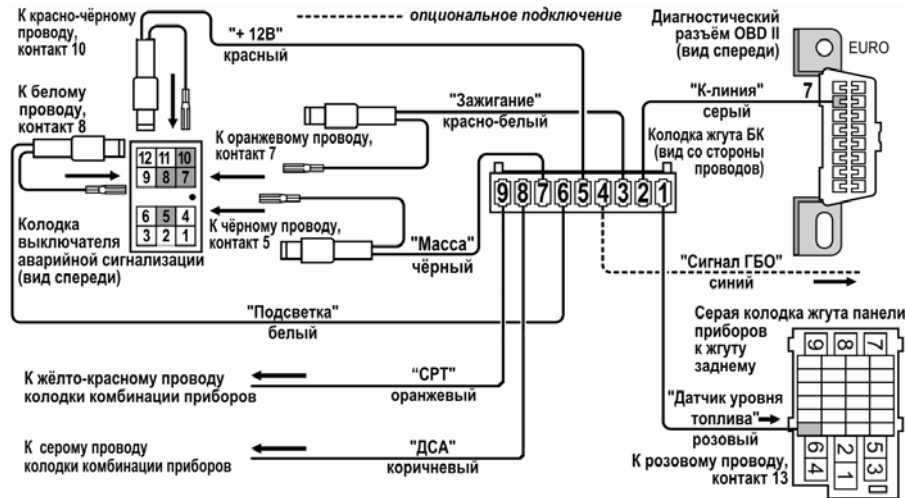 К красно-чёрному
проводу,
контакт 10
опциональное подключение
"+ 12В"
красный
Диагностический
разъём OBD II
(вид спереди)
EURO
7
"К-линия"
серый
К белому
проводу,
контакт 8
"Зажигание"
красно-белый
К оранжевому проводу,
контакт 7
Колодка жгута БК
(вид со стороны
проводов)
12 11 10
9 8 7
6 5 4
3 2 1
9 8 7 6 5 4 3 2 1
К чёрному проводу,
контакт 5
Колодка
выключателя
аварийной сигнализации
(вид спереди)
"Масса"
чёрный
"Сигнал ГБО"
синий
"Подсветка"
белый
Серая колодка жгута панели
приборов
к жгуту
заднему
9 8 7
"СРТ"
оранжевый
К жёлто-красному проводу
колодки комбинации приборов
"Датчик уровня
топлива"
розовый
6 4 2 1 5 3
К розовому проводу,
контакт 13
"ДСА"
коричневый
К серому проводу
колодки комбинации приборов